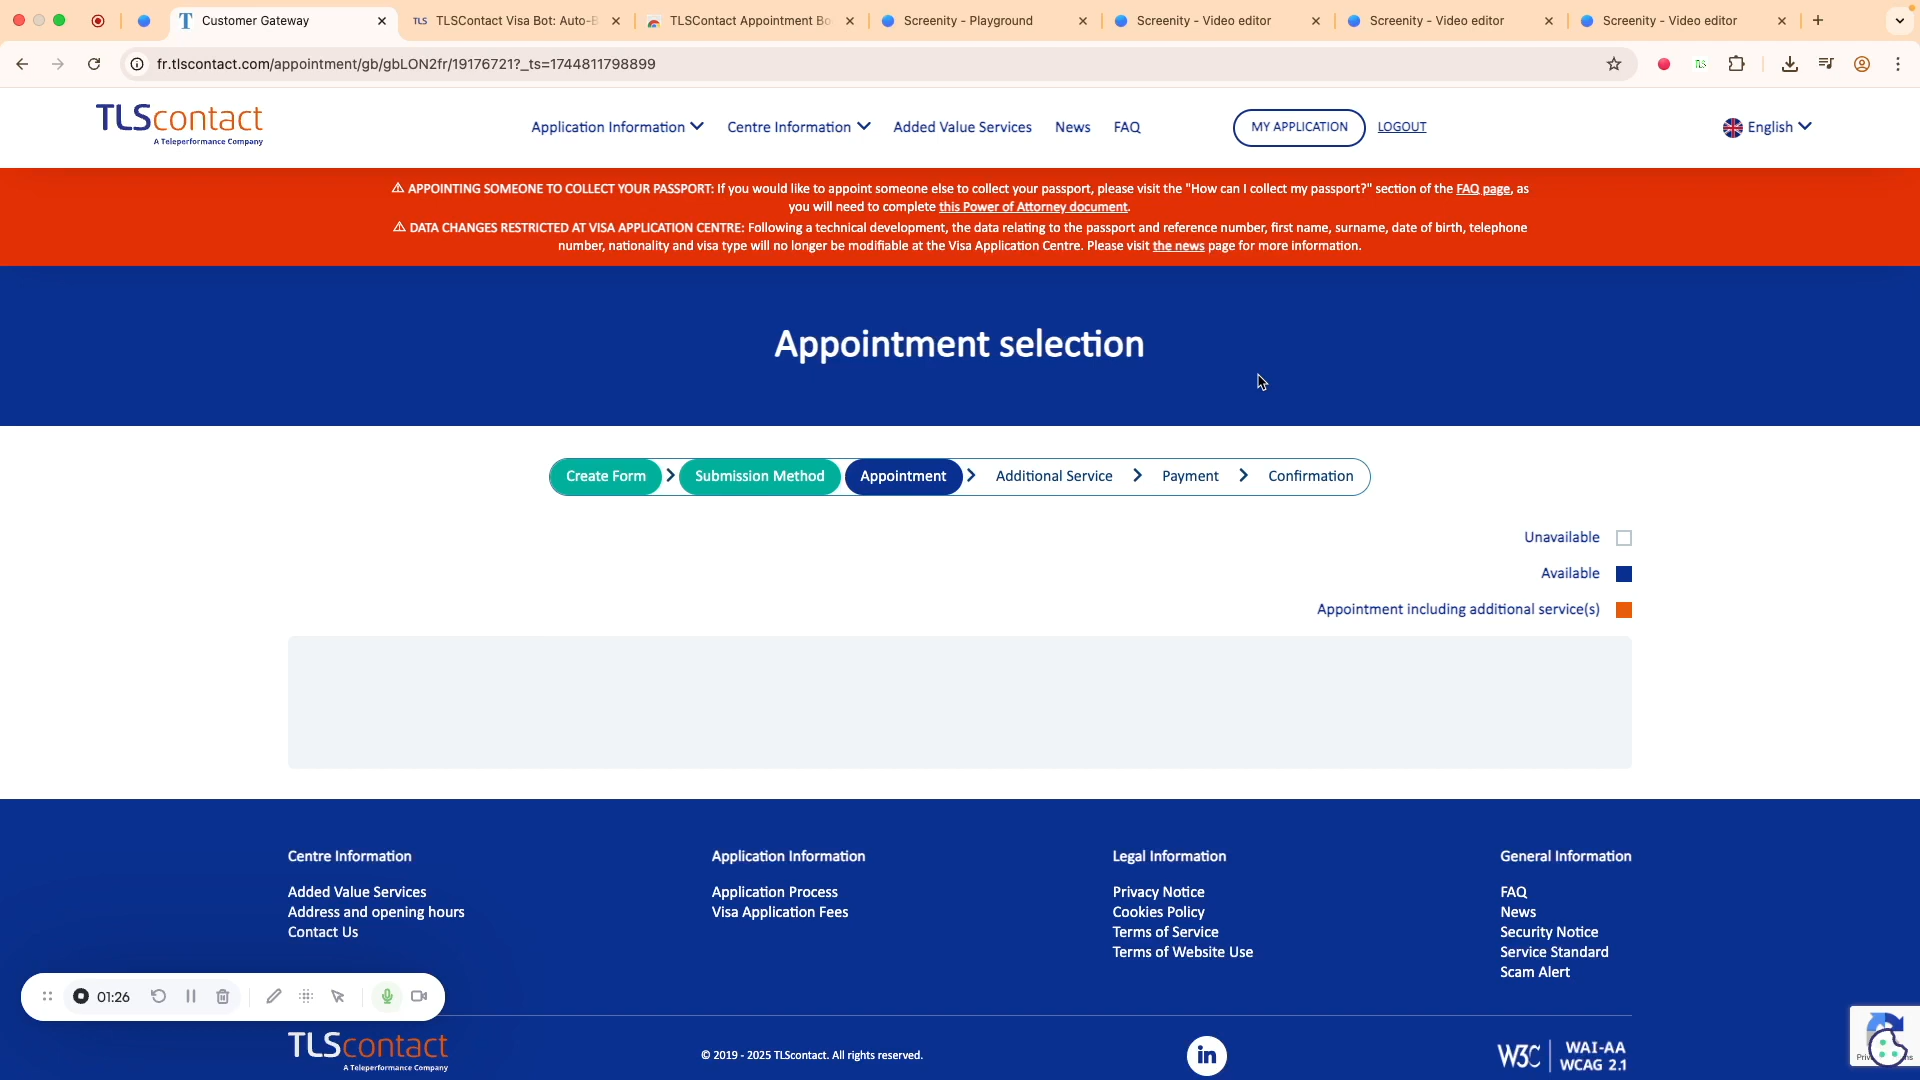 Customer Gateway
TLS TLSContact Visa Bot: Auto-B
TLSContact Appointment Bo
Screenity - Playground
Screenity - Video editor
Screenity - Video editor
Screenity - Video editor
fr.tlscontact.com/appointment/gb/gbLON2fr/19176721?_ts=1744811798899
TLScontact
A Teleperformance Company
Application Information
Centre Information
Added Value Services
News
FAQ
MY APPLICATION
LOGOUT
English
⚠ APPOINTING SOMEONE TO COLLECT YOUR PASSPORT: If you would like to appoint someone else to collect your passport, please visit the "How can I collect my passport?" section of the FAQ page, as
you will need to complete this Power of Attorney document.
⚠ DATA CHANGES RESTRICTED AT VISA APPLICATION CENTRE: Following a technical development, the data relating to the passport and reference number, first name, surname, date of birth, telephone
number, nationality and visa type will no longer be modifiable at the Visa Application Centre. Please visit the news page for more information.
Appointment selection
Create Form
Submission Method
Appointment
Additional Service
Payment
Confirmation
Unavailable
Available
Appointment including additional service(s)
Centre Information
Added Value Services
Address and opening hours
Contact Us
Application Information
Application Process
Visa Application Fees
Legal Information
Privacy Notice
Cookies Policy
Terms of Service
Terms of Website Use
General Information
FAQ
News
Security Notice
Service Standard
Scam Alert
01:26
TLScontact
A Teleperformance Company
© 2019 - 2025 TLScontact. All rights reserved.
in
W3C
WAI-AA
WCAG 2.1